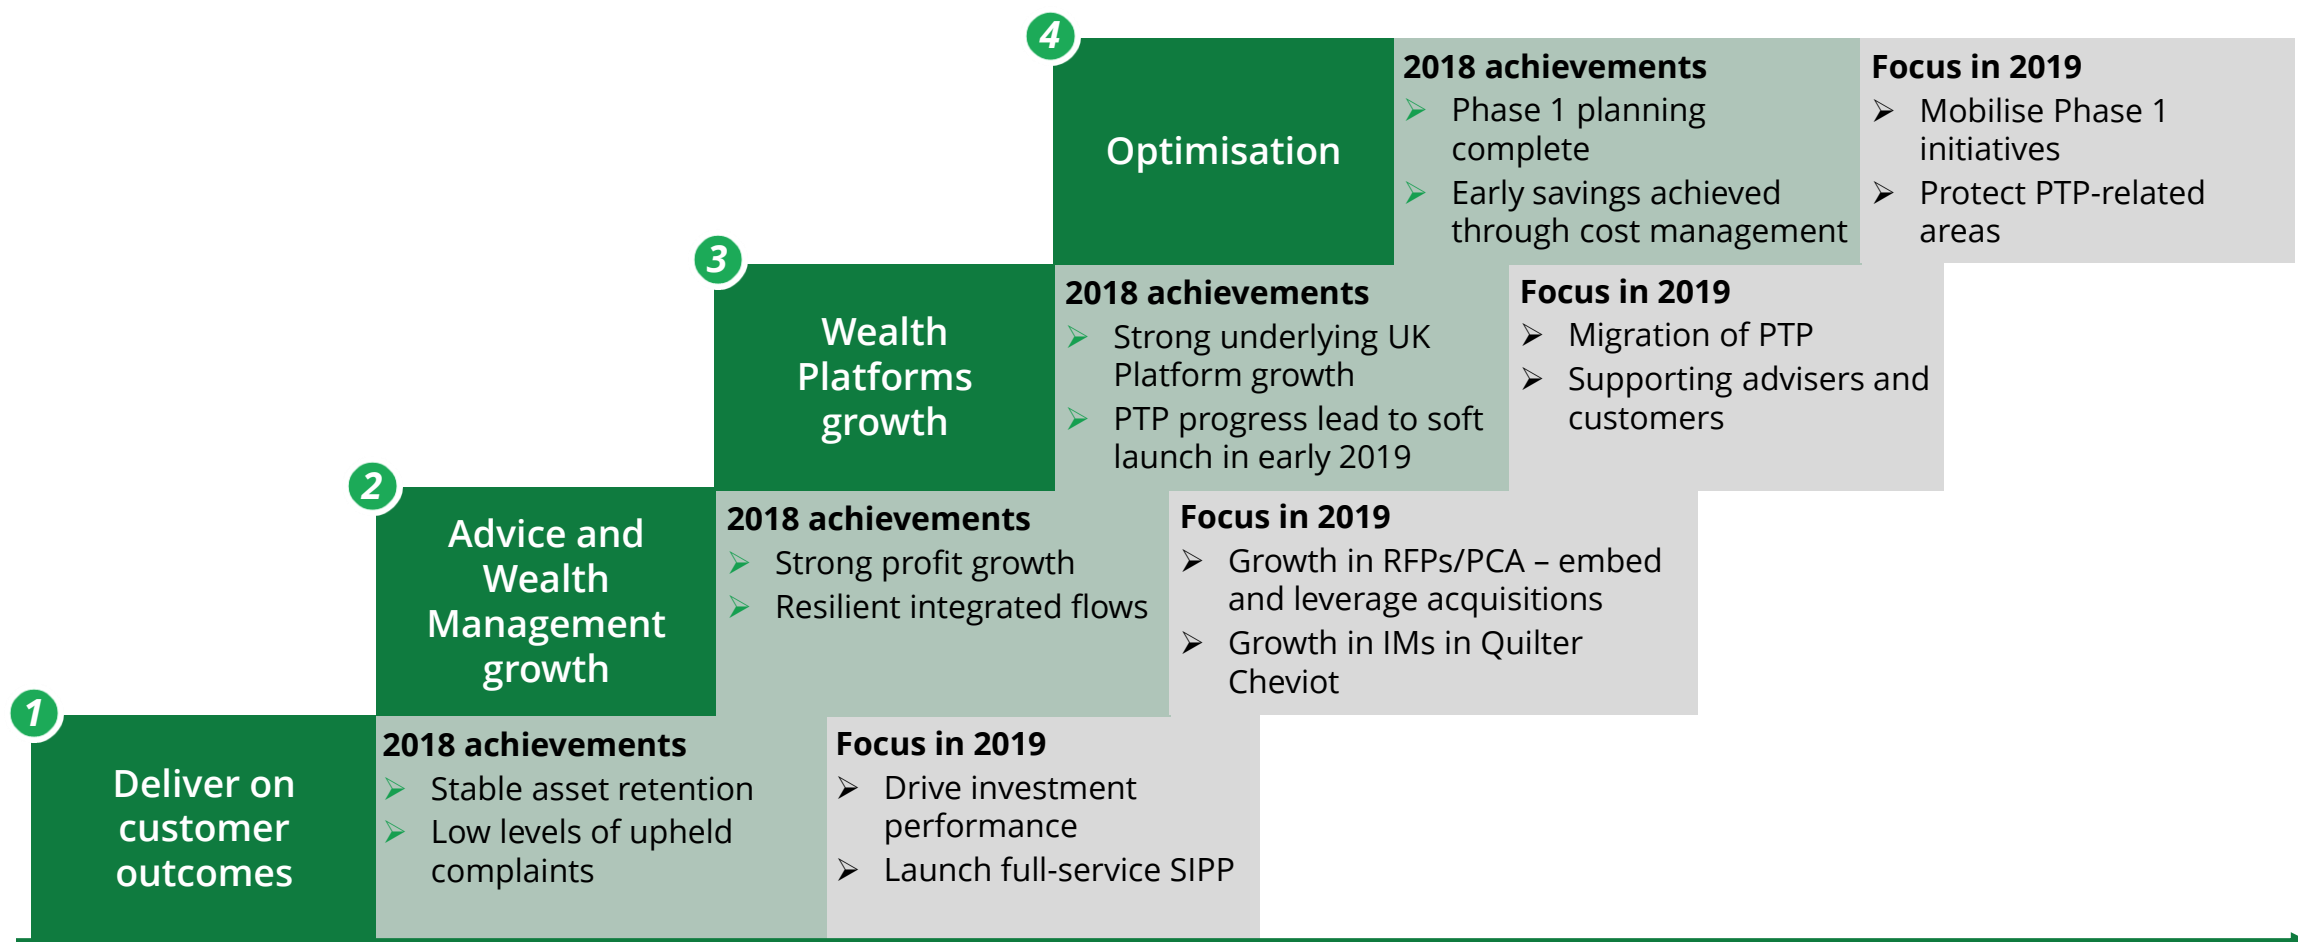 4
Optimisation
2018 achievements
Phase 1 planning
complete
Early savings achieved
through cost management
Focus in 2019
Mobilise Phase 1
initiatives
Protect PTP-related
areas
3
Wealth
Platforms
growth
2018 achievements
Strong underlying UK
Platform growth
PTP progress lead to soft
launch in early 2019
Focus in 2019
Migration of PTP
Supporting advisers and
customers
2
Advice and
Wealth
Management
growth
2018 achievements
Strong profit growth
Resilient integrated flows
Focus in 2019
Growth in RFPs/PCA – embed
and leverage acquisitions
Growth in IMs in Quilter
Cheviot
1
Deliver on
customer
outcomes
2018 achievements
Stable asset retention
Low levels of upheld
complaints
Focus in 2019
Drive investment
performance
Launch full-service SIPP